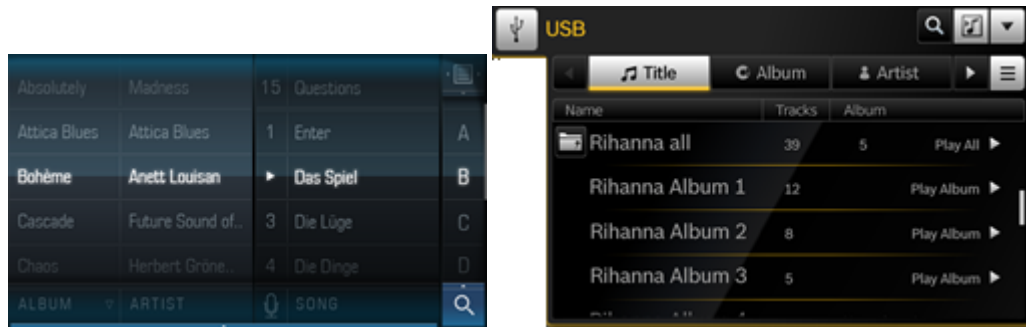 Absolutely Madness 15 Questions
Attica Blues Attica Blues 1 Enter A
Bohème Anett Louisan Das Spiel B
Cascade Future Sound of... 3 Die Lüge C
Chaos Herbert Gröne... 4 Die Dinge D
ALBUM ARTIST SONG
USB
Title Album Artist
Name Tracks Album
Rihanna all 39 5 Play All
Rihanna Album 1 12 Play Album
Rihanna Album 2 8 Play Album
Rihanna Album 3 5 Play Album